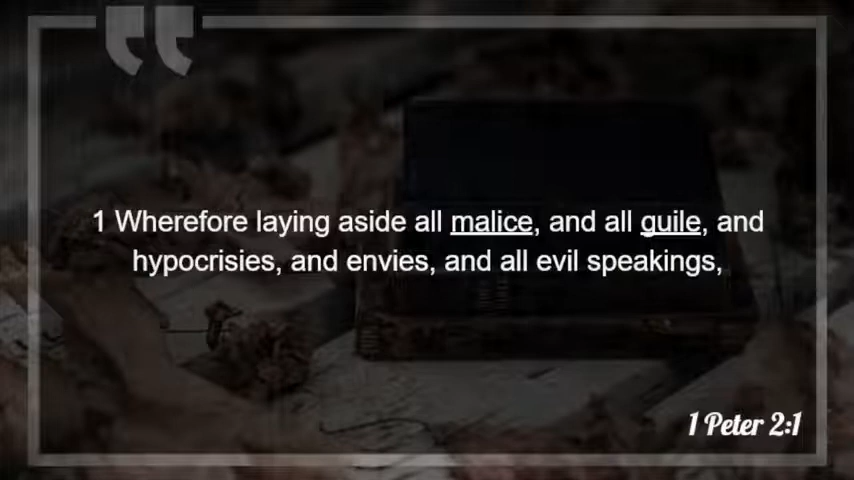 1 Wherefore laying aside all malice, and all guile, and
hypocrisies, and envies, and all evil speakings,
1 Peter 2:1